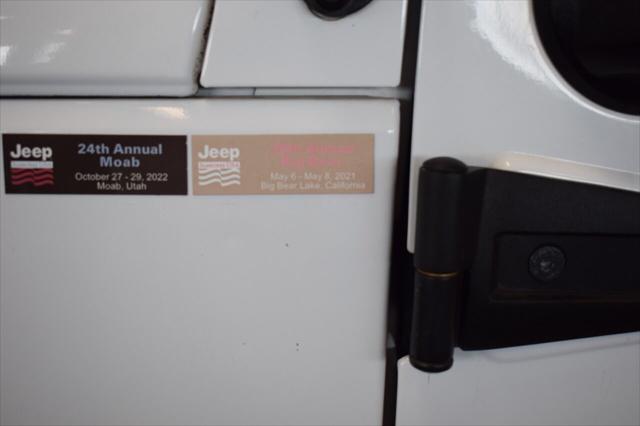 Jeep
24th Annual
Moab
October 27 - 29, 2022
Moab, Utah
Jeep
Annual
May 6 - May 8, 2021
Big Bear Lake, California